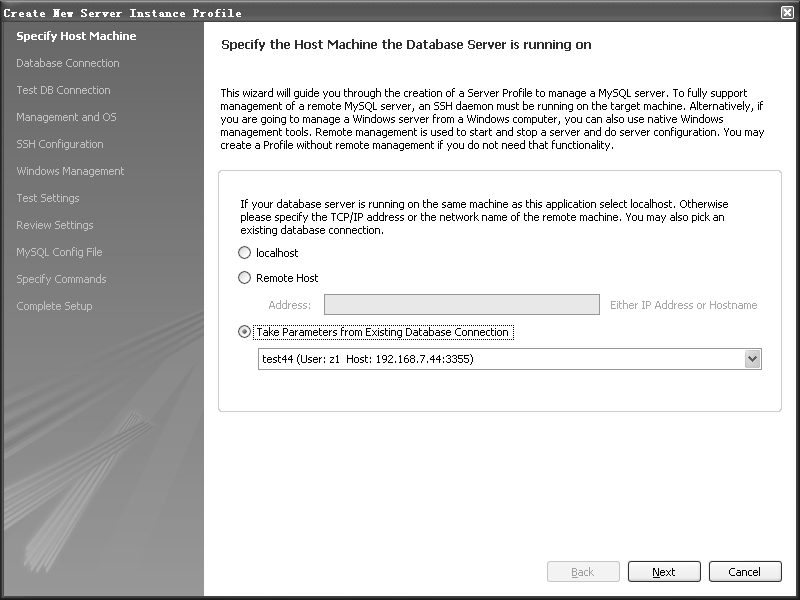 Create New Server Instance Profile
Specify Host Machine
Database Connection
Test DB Connection
Management and OS
SSH Configuration
Windows Management
Test Settings
Review Settings
MySQL Config File
Specify Commands
Complete Setup
Specify the Host Machine the Database Server is running on
This wizard will guide you through the creation of a Server Profile to manage a MySQL server. To fully support
management of a remote MySQL server, an SSH daemon must be running on the target machine. Alternatively, if
you are going to manage a Windows server from a Windows computer, you can also use native Windows
management tools. Remote management is used to start and stop a server and do server configuration. You may
create a Profile without remote management if you do not need that functionality.
If your database server is running on the same machine as this application select localhost. Otherwise
please specify the TCP/IP address or the network name of the remote machine. You may also pick an
existing database connection.
localhost
Remote Host
Address:
Either IP Address or Hostname
Take Parameters from Existing Database Connection
test44 (User: z1 Host: 192.168.7.44:3355)
Back
Next
Cancel